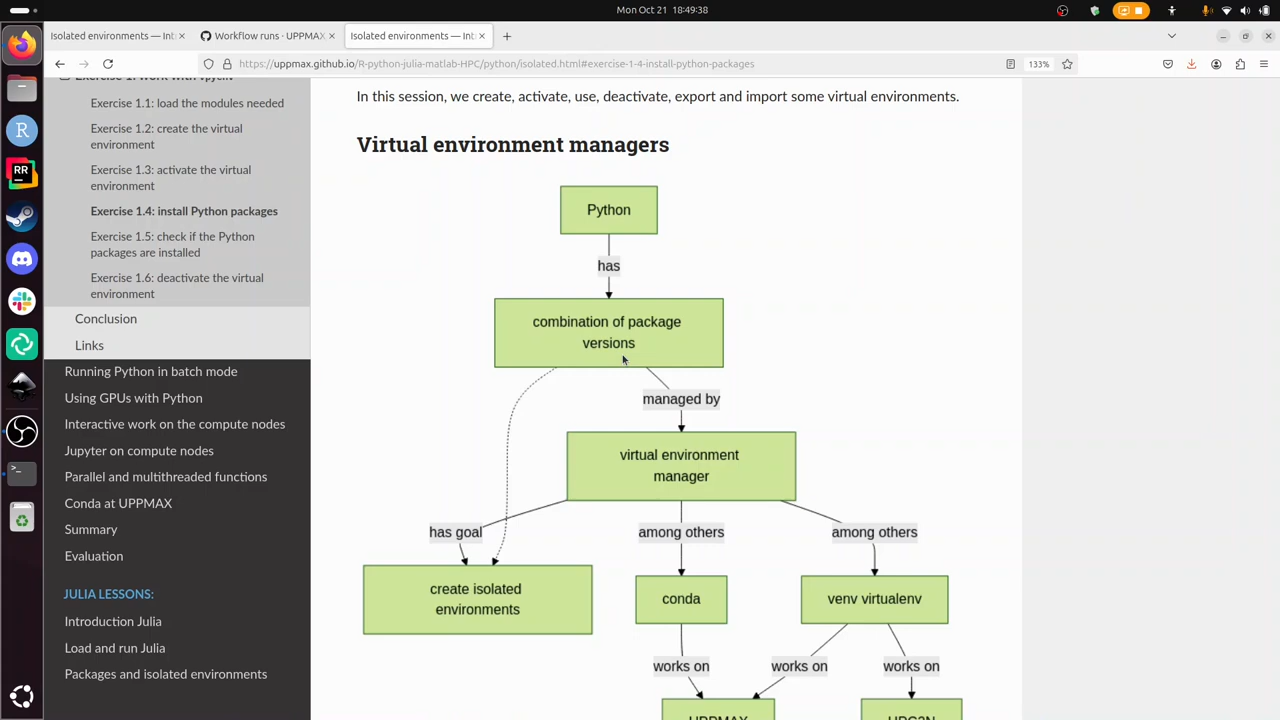 Mon Oct 21 18:49:38
Isolated environments — Int
Workflow runs · UPPMAX
Isolated environments — Int
https://uppmax.github.io/R-python-julia-matlab-HPC/python/isolated.html#exercise-1-4-install-python-packages
133%
Exercise 1.1: load the modules needed
Exercise 1.2: create the virtual
environment
Exercise 1.3: activate the virtual
environment
Exercise 1.4: install Python packages
Exercise 1.5: check if the Python
packages are installed
Exercise 1.6: deactivate the virtual
environment
Conclusion
Links
Running Python in batch mode
Using GPUs with Python
Interactive work on the compute nodes
Jupyter on compute nodes
Parallel and multithreaded functions
Conda at UPPMAX
Summary
Evaluation
JULIA LESSONS:
Introduction Julia
Load and run Julia
Packages and isolated environments
In this session, we create, activate, use, deactivate, export and import some virtual environments.
Virtual environment managers
Python
has
combination of package
versions
managed by
virtual environment
manager
has goal
among others
among others
create isolated
environments
conda
venv virtualenv
works on
works on
works on
UPPMAX
HPC2N
R
RR